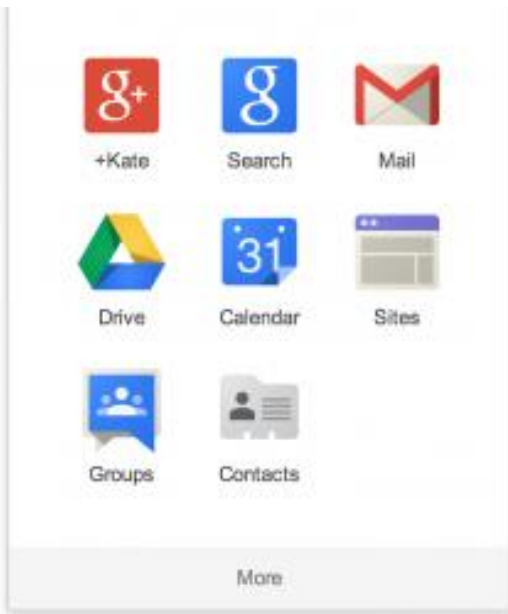 g+ g
+Kate Search Mail
31
Drive Calendar Sites
Groups Contacts
More